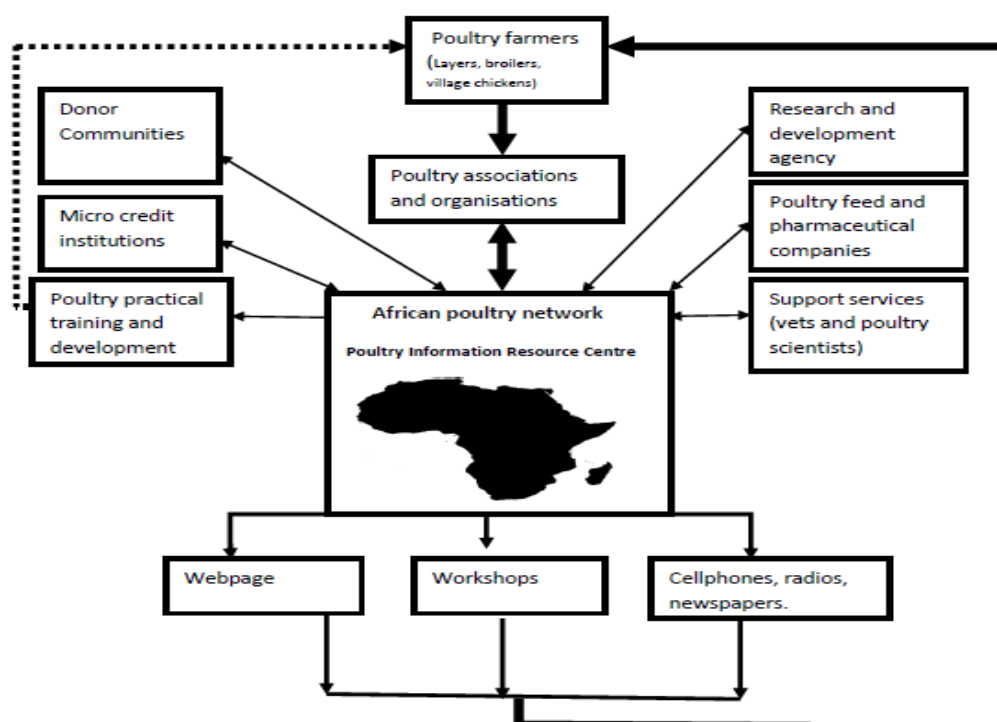 Poultry farmers
(Layers, broilers,
village chickens)
Donor
Communities
Research and
development
agency
Poultry associations
and organisations
Micro credit
institutions
Poultry feed and
pharmaceutical
companies
Poultry practical
training and
development
African poultry network
Poultry Information Resource Centre
Support services
(vets and poultry
scientists)
Webpage
Workshops
Cellphones, radios,
newspapers.